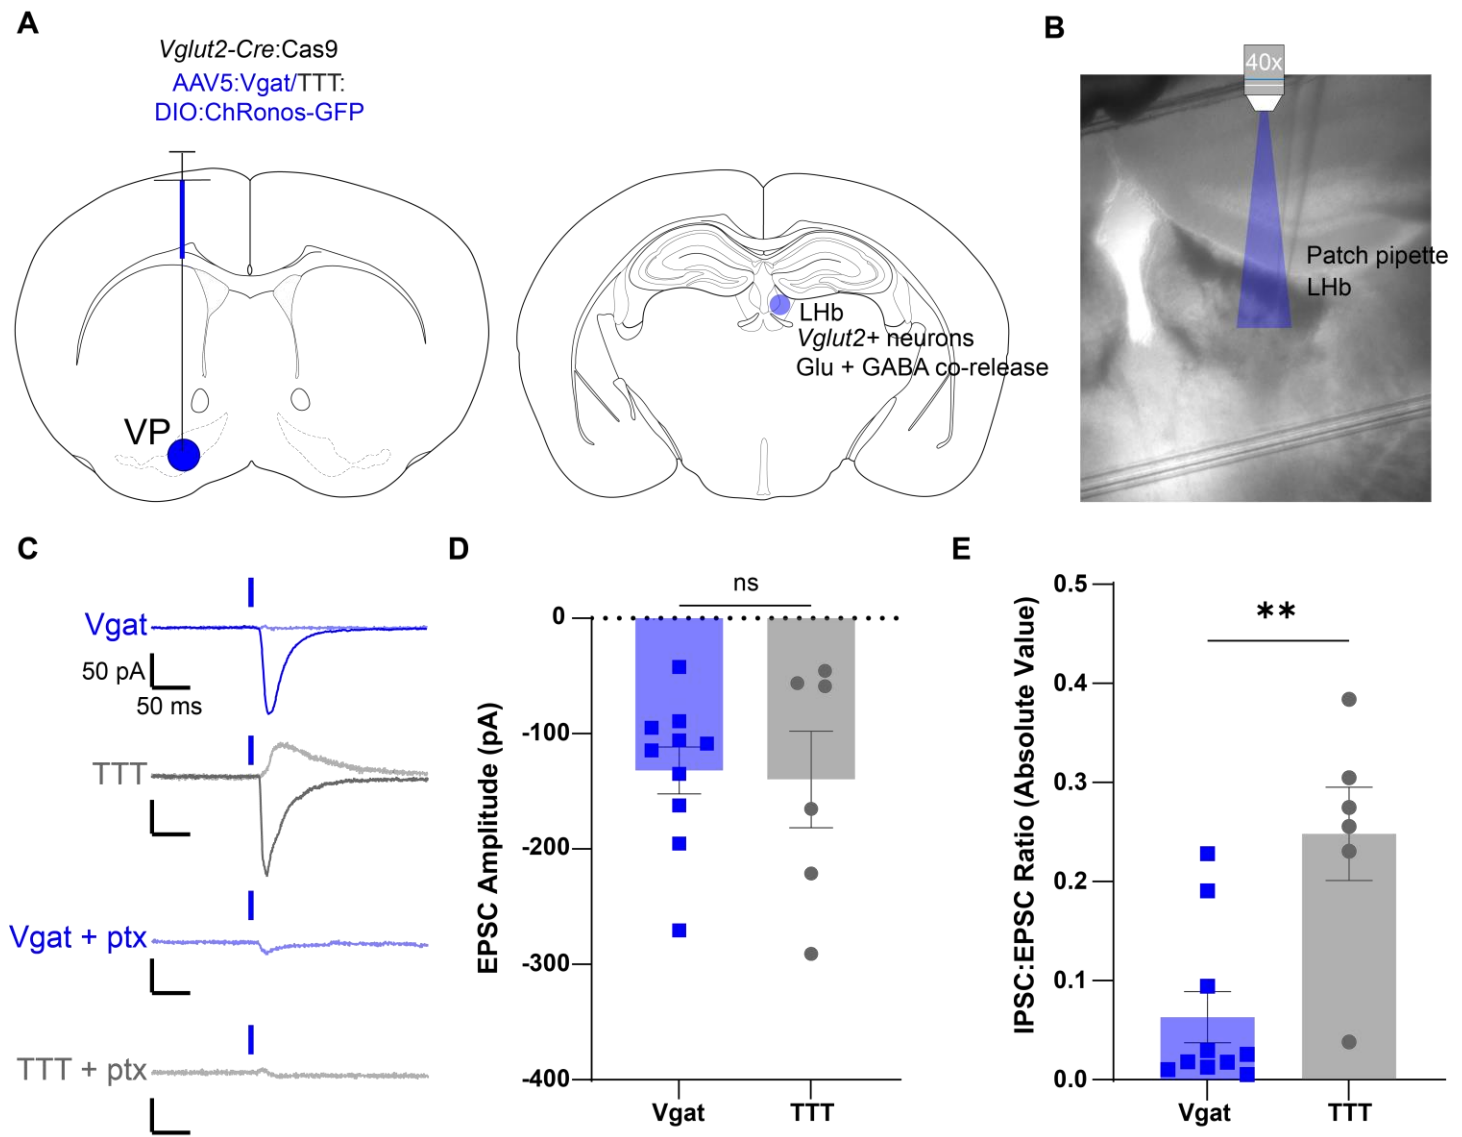 A
Vglut2-Cre:Cas9
AAV5:Vgat/TTT:
DIO:ChRonos-GFP
VP
LHb
Vglut2+ neurons
Glu + GABA co-release
B
40x
Patch pipette
LHb
C
Vgat
50 pA
50 ms
TTT
Vgat + ptx
TTT + ptx
D
ns
EPSC Amplitude (pA)
0
-100
-200
-300
-400
Vgat
TTT
E
**
IPSC:EPSC Ratio (Absolute Value)
0.5
0.4
0.3
0.2
0.1
0.0
Vgat
TTT